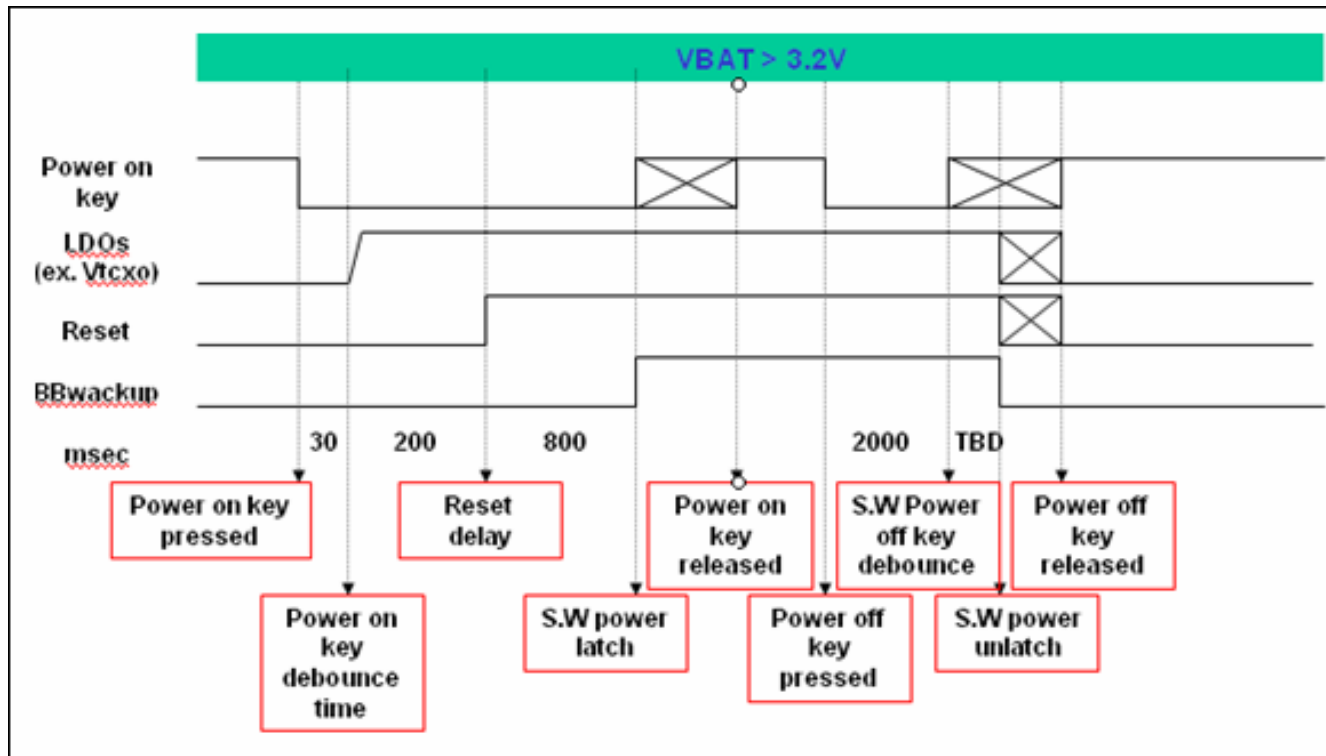 VBAT > 3.2V
Power on
key
LDOs
(ex. Vtcxo)
Reset
BBwackup
msec
30 200 800 2000 TBD
Power on key
pressed
Reset
delay
Power on
key
released
S.W Power
off key
debounce
Power off
key
released
Power on
key
debounce
time
S.W power
latch
Power off
key
pressed
S.W power
unlatch